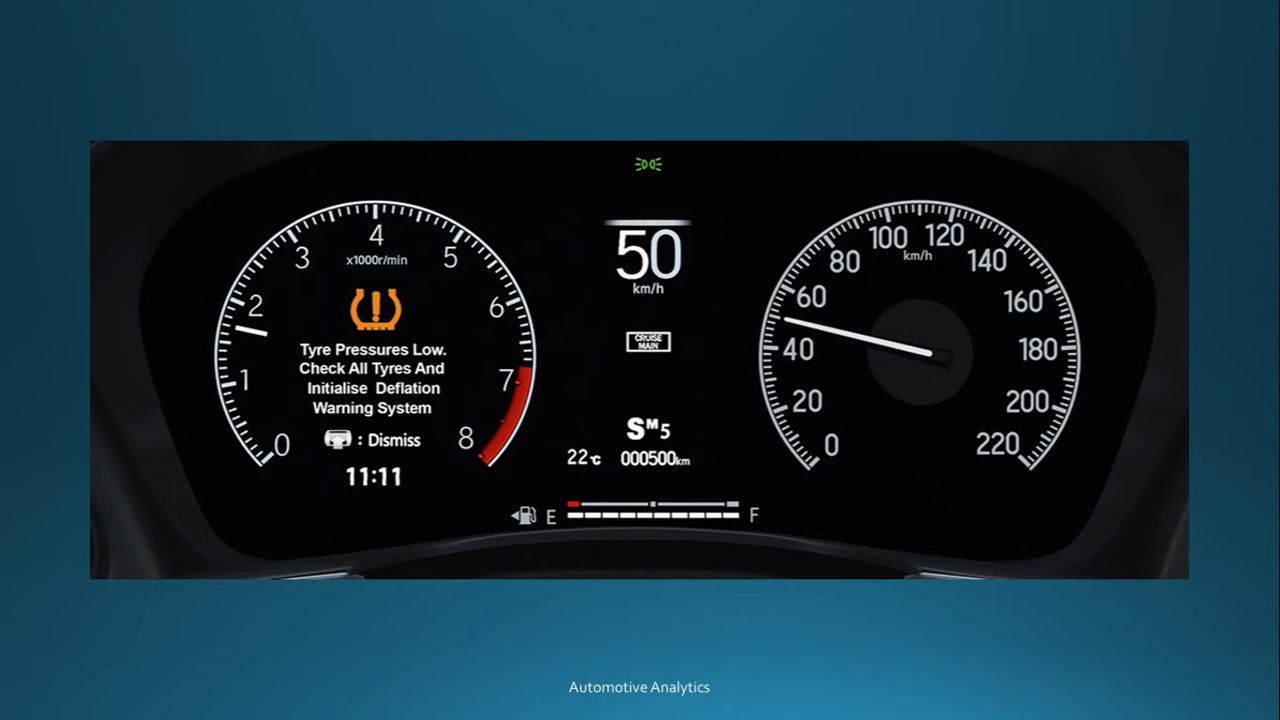 4
3
5
x1000r/min
2
6
Tyre Pressures Low.
Check All Tyres And
Initialise Deflation
Warning System
1
7
: Dismiss
0
8
11:11
50
km/h
CRUISE
MAIN
SM5
22°C 000500km
E F
100 120
km/h
80 140
60 160
40 180
20 200
0 220
Automotive Analytics